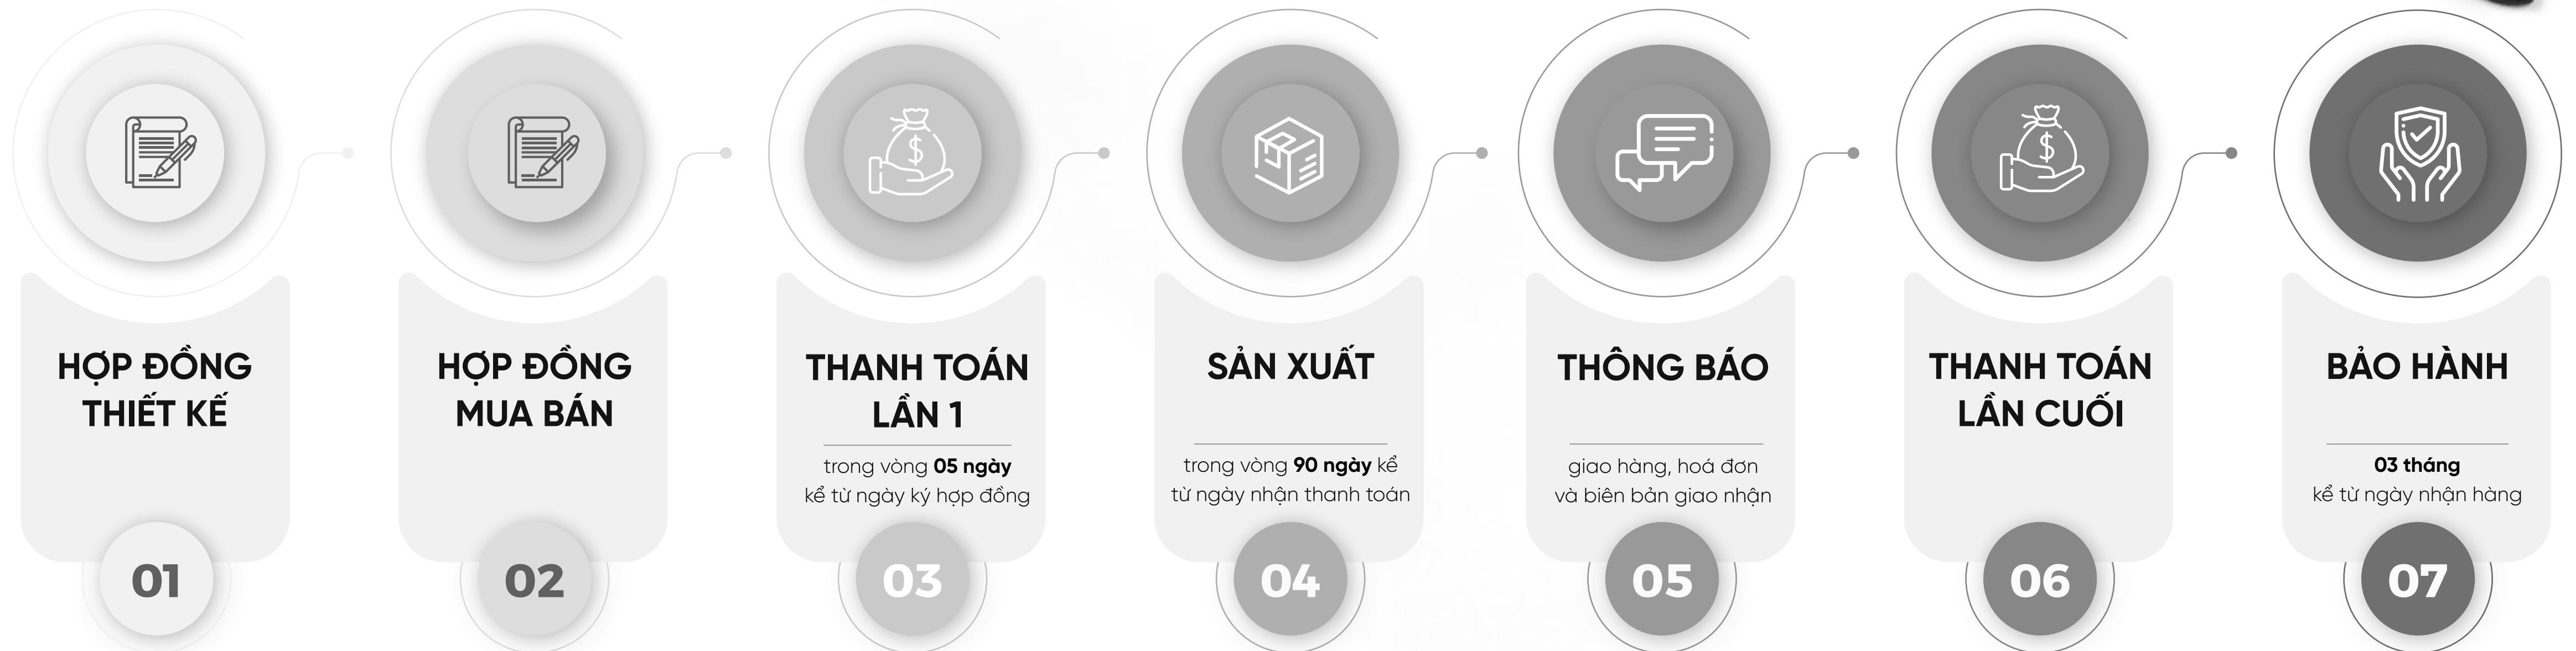 HỢP ĐỒNG
THIẾT KẾ
01
HỢP ĐỒNG
MUA BÁN
02
THANH TOÁN
LẦN 1
trong vòng 05 ngày
kể từ ngày ký hợp đồng
03
SẢN XUẤT
trong vòng 90 ngày kể
từ ngày nhận thanh toán
04
THÔNG BÁO
giao hàng, hoá đơn
và biên bản giao nhận
05
THANH TOÁN
LẦN CUỐI
06
BẢO HÀNH
03 tháng
kể từ ngày nhận hàng
07